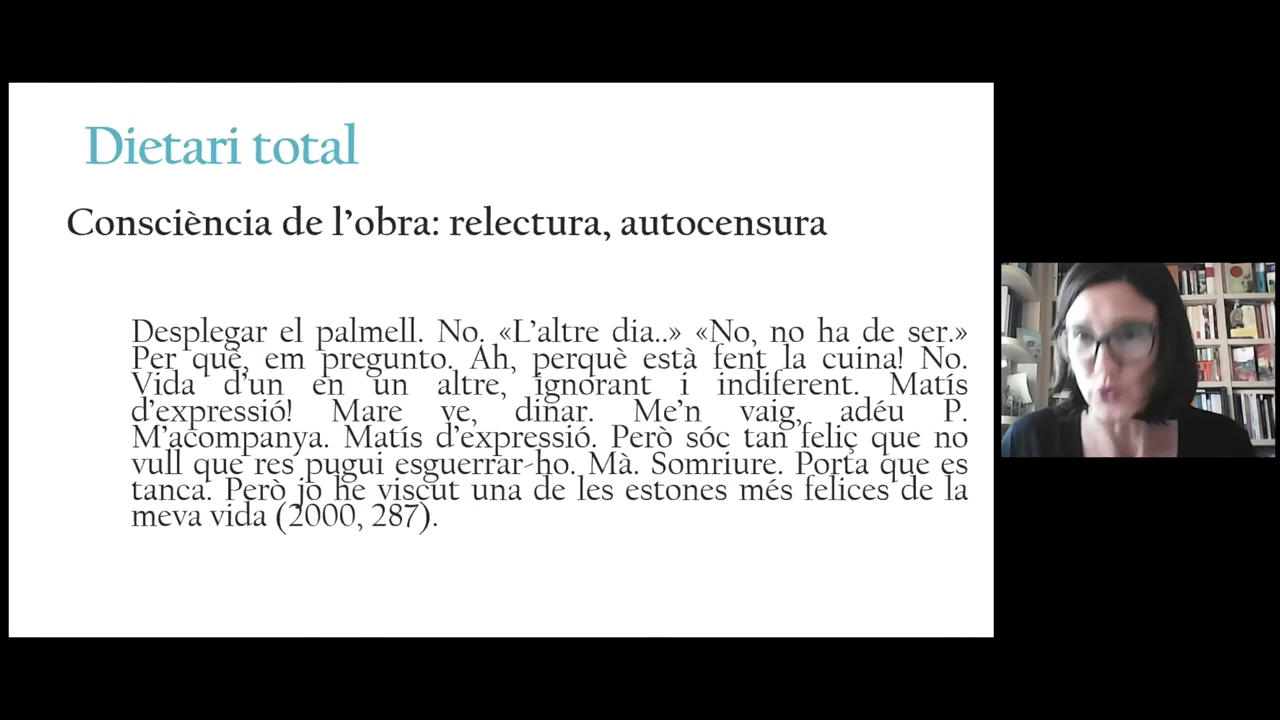 Dietari total
Consciència de l’obra: relectura, autocensura
Desplegar el palmell. No. «L’altre dia..» «No, no ha de ser.»
Per què, em pregunto. Ah, perquè està fent la cuina! No.
Vida d’un en un altre, ignorant i indiferent. Matís
d’expressió! Mare ve, dinar. Me’n vaig, adéu P.
M’acompanya. Matís d’expressió. Però sóc tan feliç que no
vull que res pugui esguerrar-ho. Mà. Somriure. Porta que es
tanca. Però jo he viscut una de les estones més felices de la
meva vida (2000, 287).